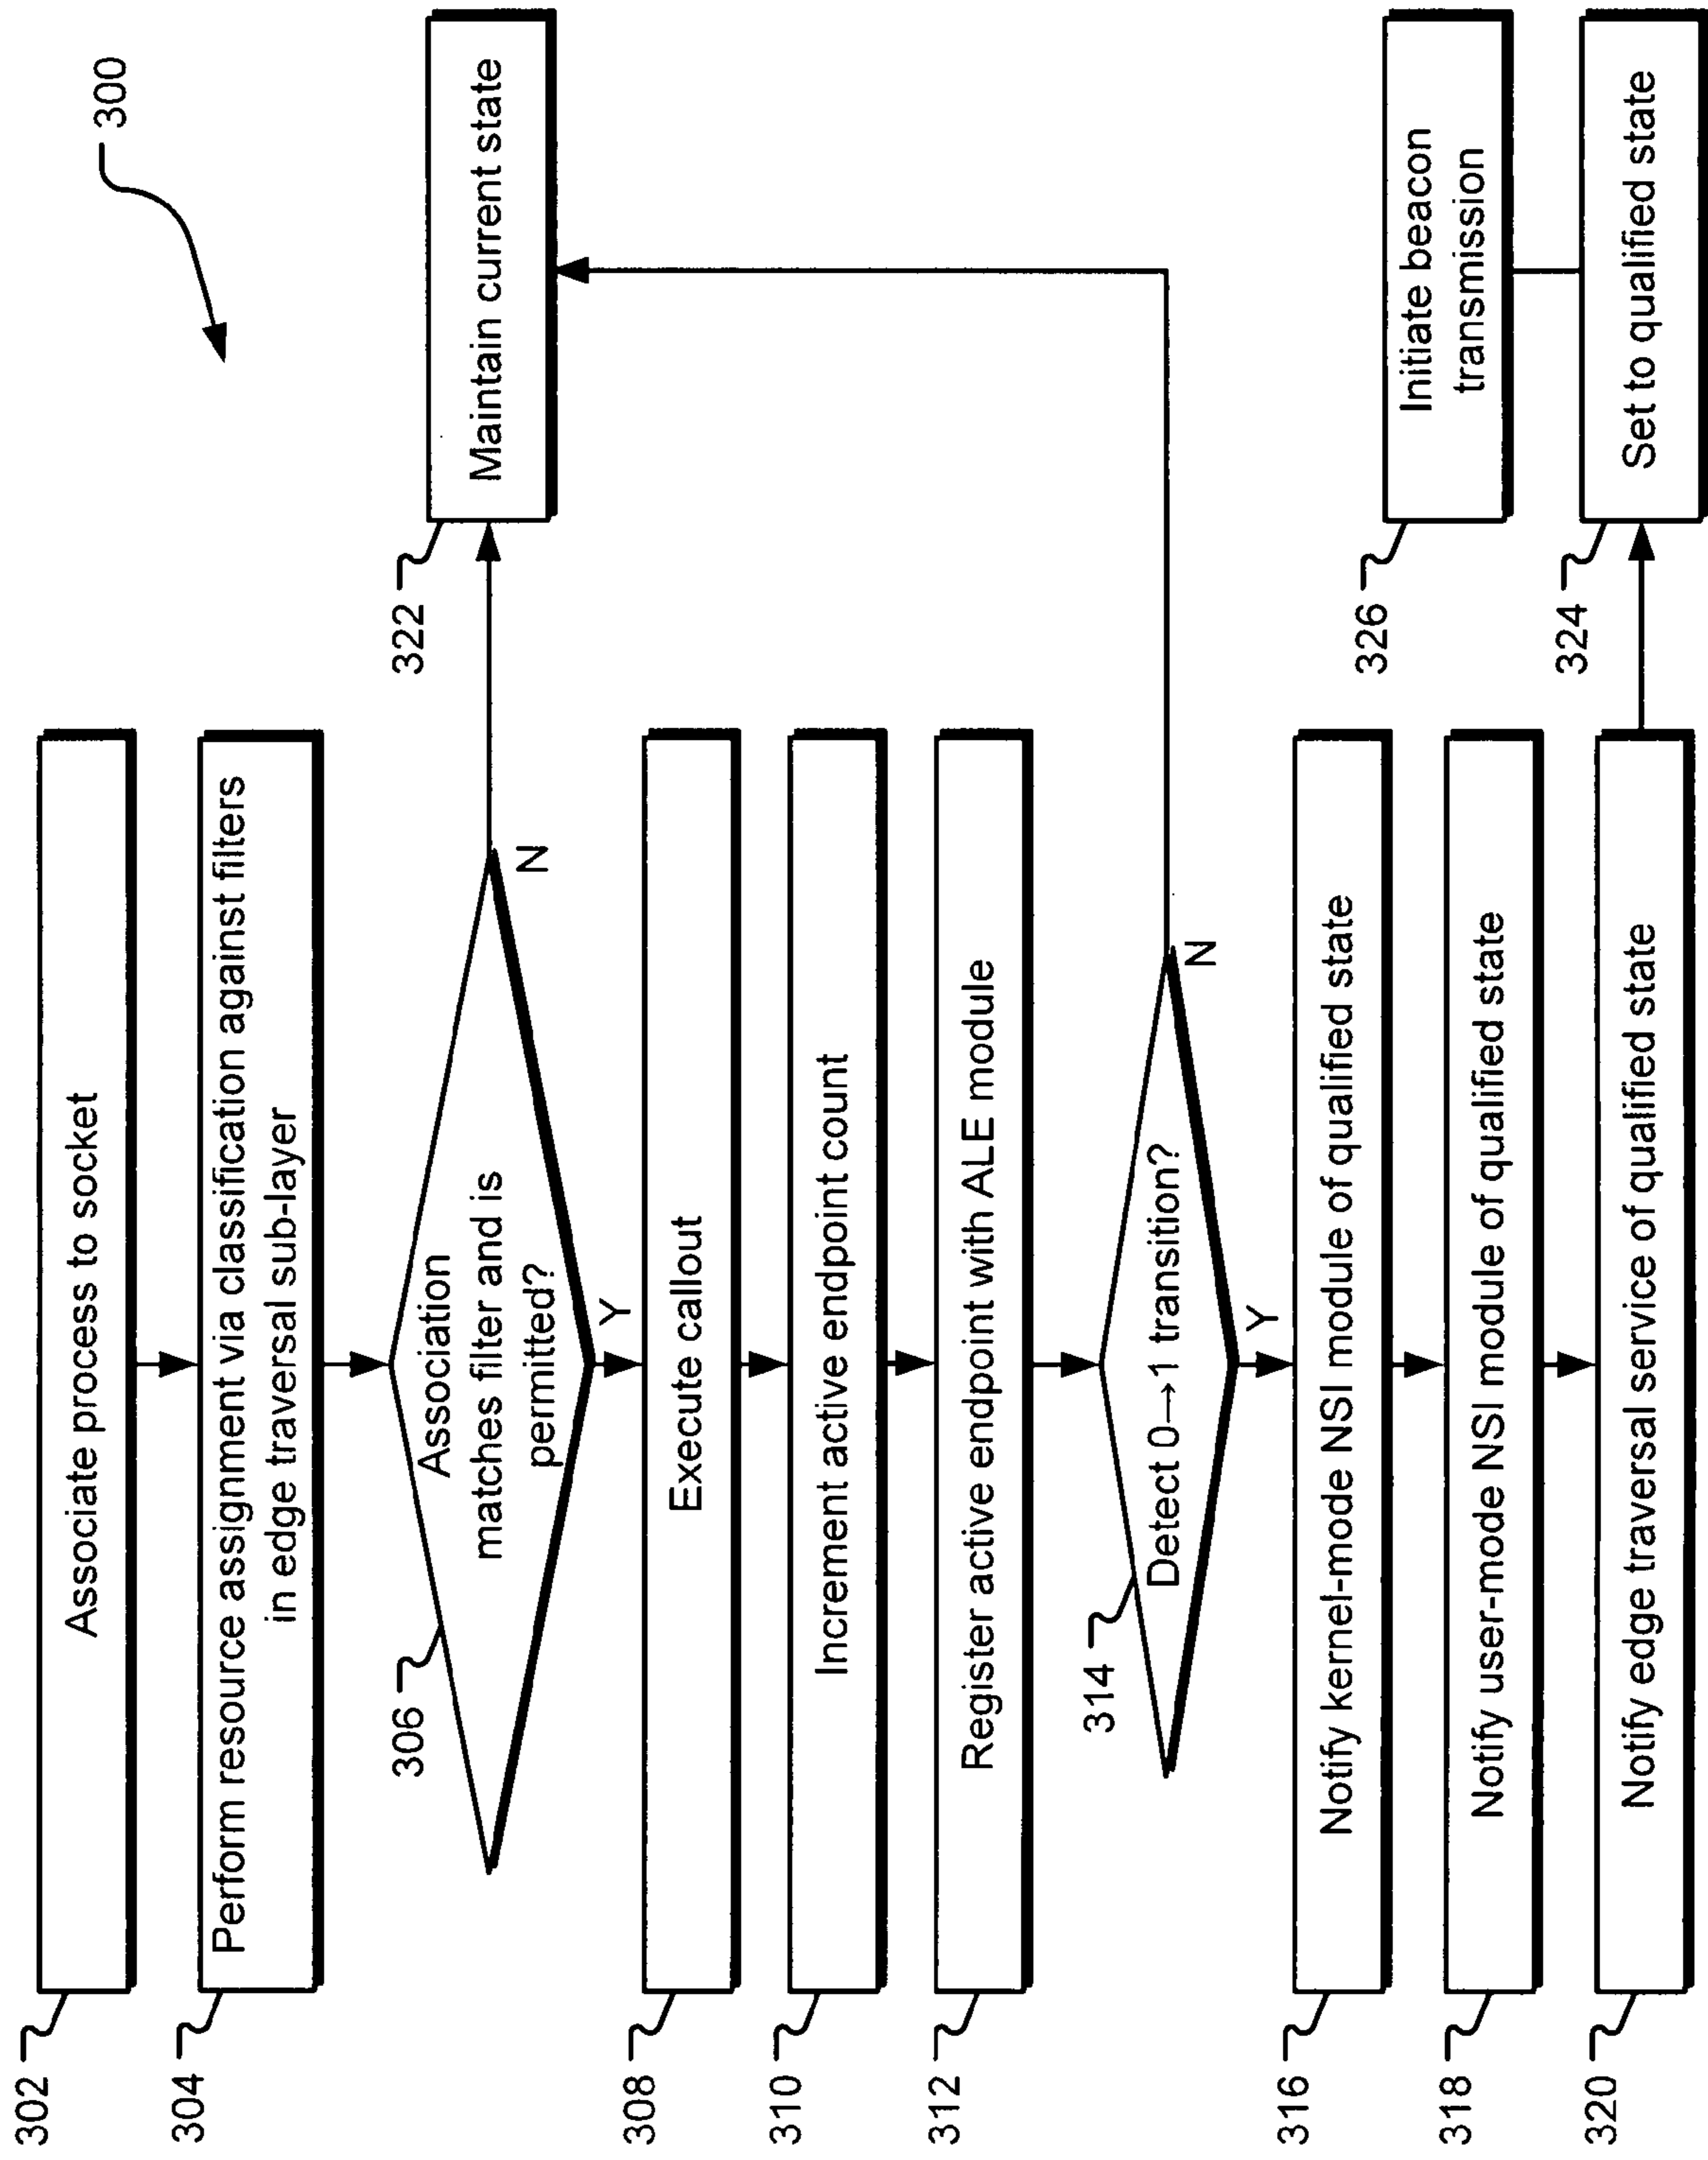 300
302
Associate process to socket
304
Perform resource assignment via classification against filters
in edge traversal sub-layer
306
Association
matches filter and is
permitted?
N
Y
322
Maintain current state
308
Execute callout
310
Increment active endpoint count
312
Register active endpoint with ALE module
314
Detect 0→1 transition?
N
Y
316
Notify kernel-mode NSI module of qualified state
318
Notify user-mode NSI module of qualified state
320
Notify edge traversal service of qualified state
326
Initiate beacon
transmission
324
Set to qualified state